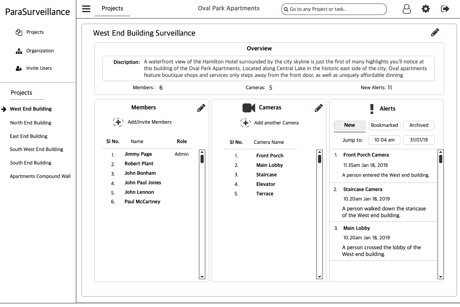 ParaSurveillance
Projects
Organization
Invite Users
Projects
West End Building
North End Building
East End Building
South West End Building
South End Building
Apartments Compound Wall
Projects
Oval Park Apartments
Go to any Project or task..
West End Building Surveillance
Overview
Discription: A waterfront view of the Hamilton Hotel surrounded by the city skyline is just the first of many highlights you'll notice at
this building of the Oval Park Apartments. Located along Central Lake in the historic east side of the city, Oval apartments
feature boutique shops and services only steps away from the front door, as well as uniquely affordable dinning
Members: 6
Cameras: 5
New Alerts: 11
Members
Add/Invite Members
Sl No. Name Role
1. Jimmy Page Admin
2. Robert Plant
3. John Bonham
4. John Paul Jones
5. John Lennon
6. Paul McCartney
Cameras
Add another Camera
Sl No. Camera Name
1. Front Porch
2. Main Lobby
3. Staircase
4. Elevator
5. Terrace
Alerts
New Bookmarked Archived
Jump to: 10:04 am 31/01/19
1. Front Porch Camera
11.35am Jan 18, 2019
A person entered the West end building.
2. Staircase Camera
10.20am Jan 18, 2019
A person walked down the staircase
of the West end building.
3. Main Lobby
10.20am Jan 18, 2019
A person crossed the lobby of the
West end building.